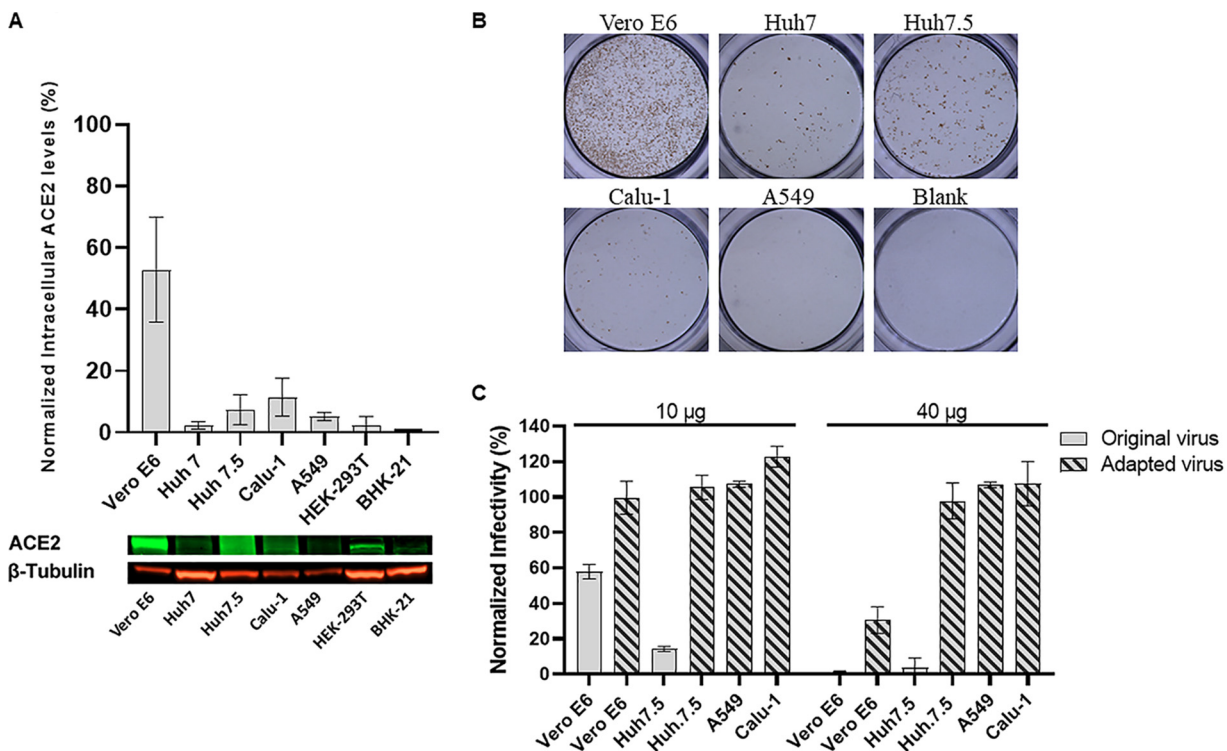 A
Normalized Intracellular ACE2 levels (%)
100
80
60
40
20
0
Vero E6
Huh 7
Huh 7.5
Calu-1
A549
HEK-293T
BHK-21
ACE2
β-Tubulin
Vero E6
Huh7
Huh7.5
Calu-1
A549
HEK-293T
BHK-21
B
Vero E6 Huh7 Huh7.5
Calu-1 A549 Blank
C
10 µg 40 µg
Normalized Infectivity (%)
140
120
100
80
60
40
20
0
Vero E6
Vero E6
Huh7.5
Huh.7.5
A549
Calu-1
Vero E6
Vero E6
Huh7.5
Huh.7.5
A549
Calu-1
Original virus
Adapted virus